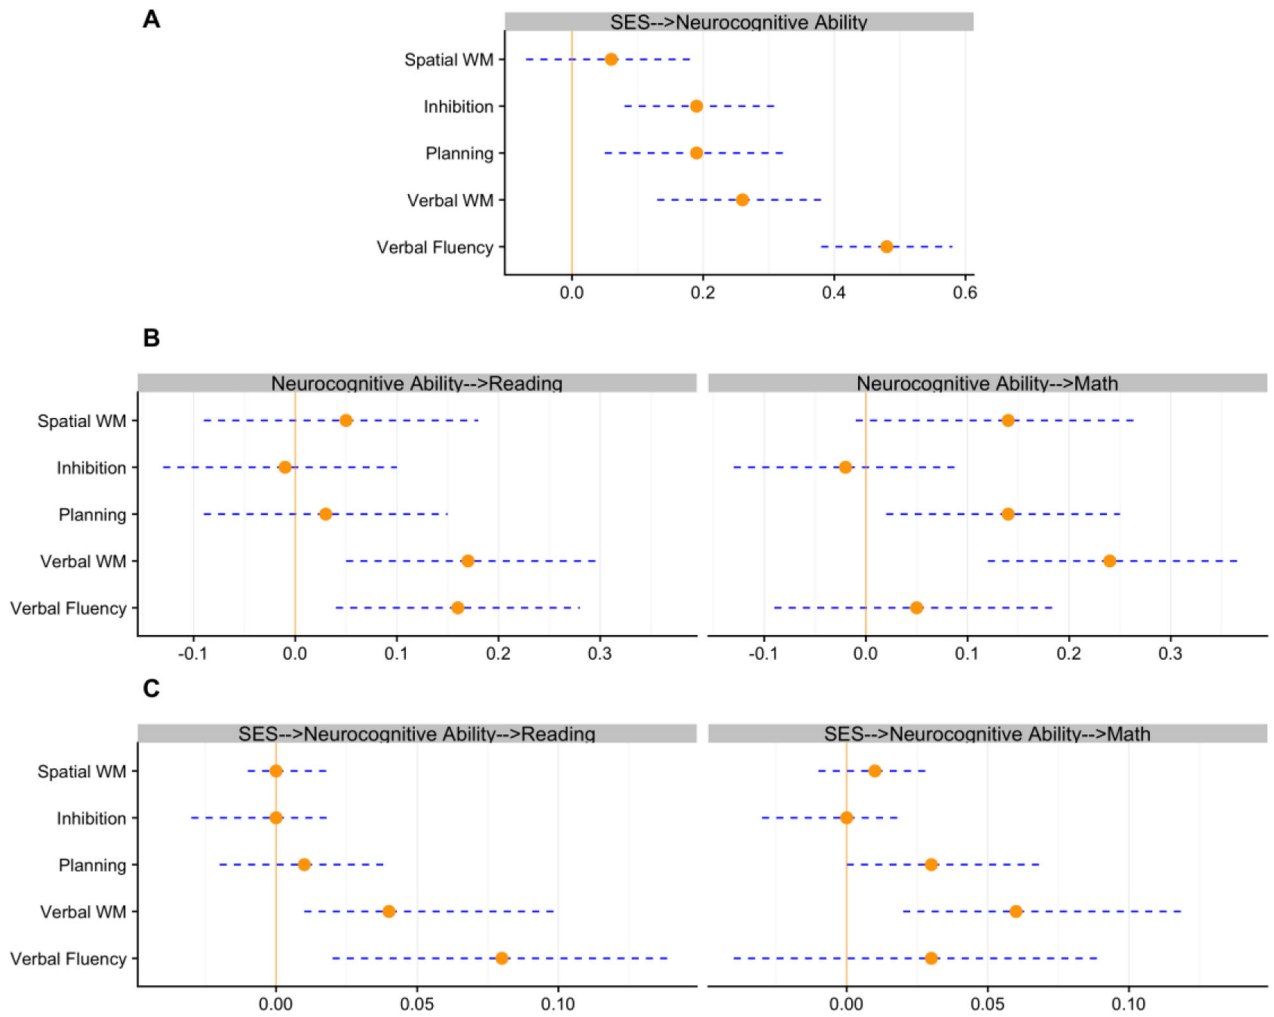 A
SES-->Neurocognitive Ability
Spatial WM
Inhibition
Planning
Verbal WM
Verbal Fluency
0.0 0.2 0.4 0.6
B
Neurocognitive Ability-->Reading
Neurocognitive Ability-->Math
Spatial WM
Inhibition
Planning
Verbal WM
Verbal Fluency
-0.1 0.0 0.1 0.2 0.3
-0.1 0.0 0.1 0.2 0.3
C
SES-->Neurocognitive Ability-->Reading
SES-->Neurocognitive Ability-->Math
Spatial WM
Inhibition
Planning
Verbal WM
Verbal Fluency
0.00 0.05 0.10
0.00 0.05 0.10